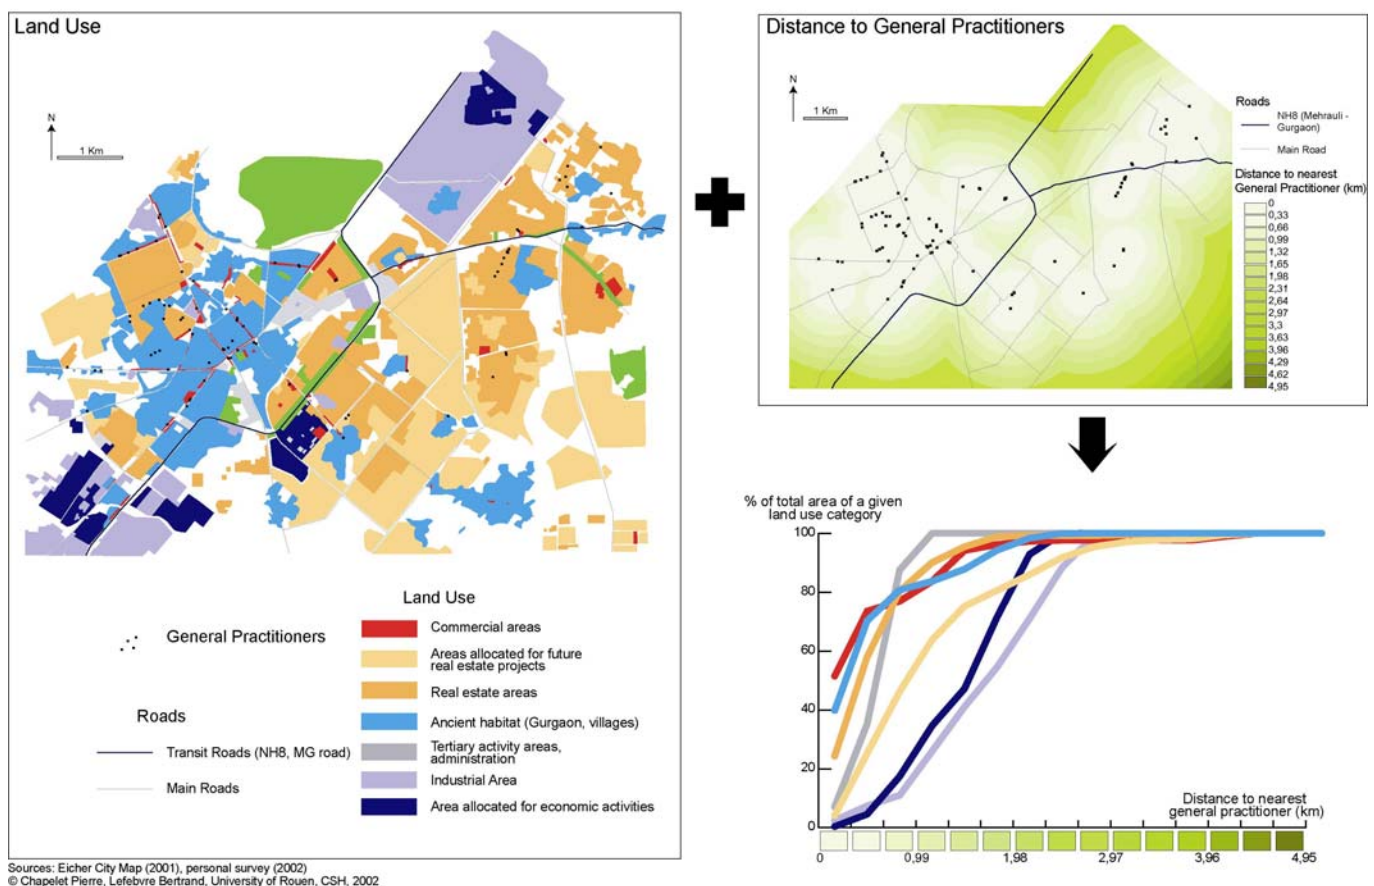 Land Use
N
1 Km
General Practitioners
Roads
Transit Roads (NH8, MG road)
Main Roads
Land Use
Commercial areas
Areas allocated for future
real estate projects
Real estate areas
Ancient habitat (Gurgaon, villages)
Tertiary activity areas,
administration
Industrial Area
Area allocated for economic activities
Sources: Eicher City Map (2001), personal survey (2002)
© Chapelet Pierre, Lefebvre Bertrand, University of Rouen, CSH, 2002
Distance to General Practitioners
N
1 Km
Roads
NH8 (Mehrauli -
Gurgaon)
Main Road
Distance to nearest
General Practitioner (km)
0
0,33
0,66
0,99
1,32
1,65
1,98
2,31
2,64
2,97
3,3
3,63
3,96
4,29
4,62
4,95
% of total area of a given
land use category
100
80
60
40
20
0
Distance to nearest
general practitioner (km)
0
0,99
1,98
2,97
3,96
4,95